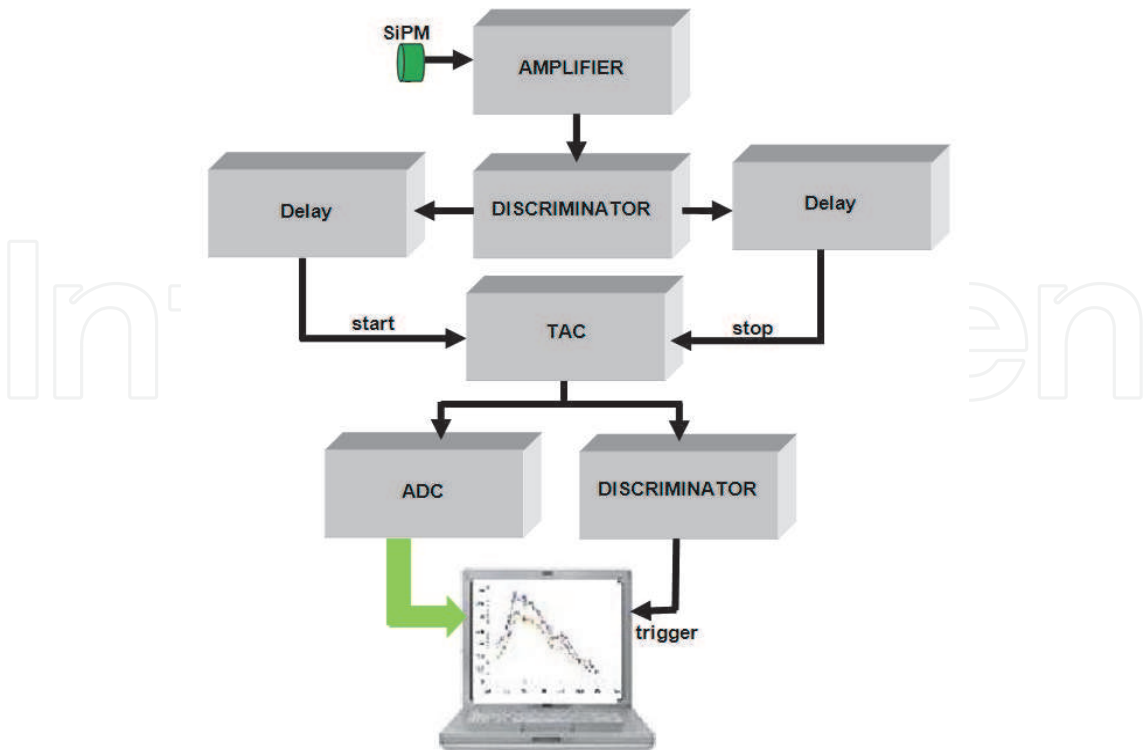 SiPM
AMPLIFIER
Delay
DISCRIMINATOR
Delay
start
TAC
stop
ADC
DISCRIMINATOR
trigger